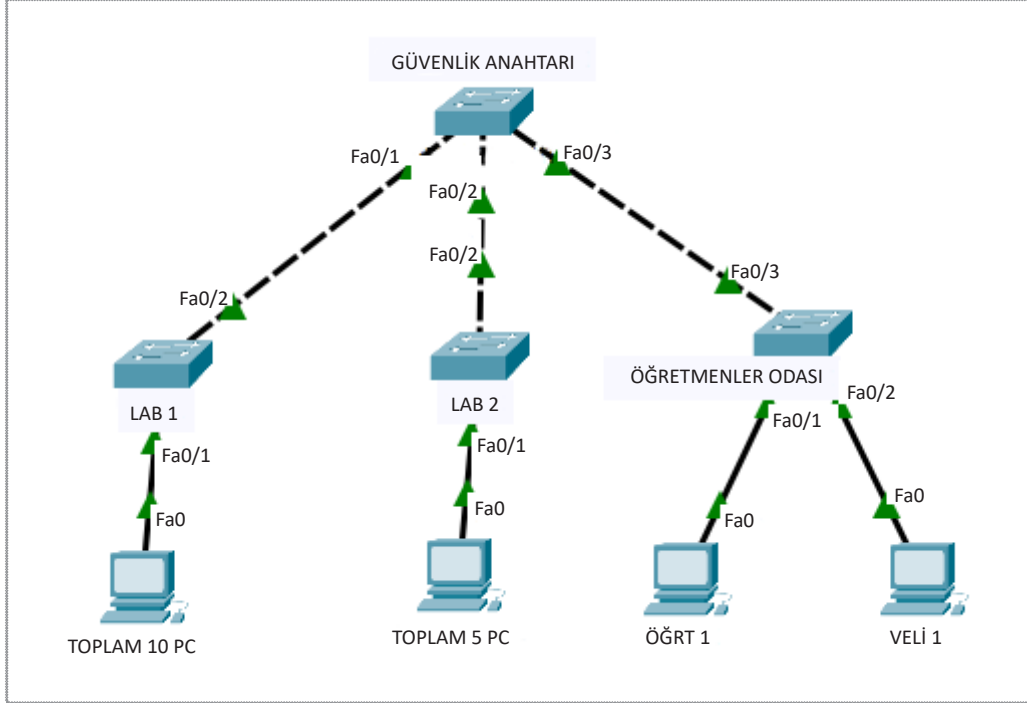 GÜVENLİK ANAHTARI
Fa0/1
Fa0/3
Fa0/2
Fa0/2
Fa0/3
Fa0/2
ÖĞRETMENLER ODASI
LAB 1
LAB 2
Fa0/2
Fa0/1
Fa0/1
Fa0/1
Fa0
Fa0
Fa0
Fa0
TOPLAM 10 PC
TOPLAM 5 PC
ÖĞRT 1
VELİ 1